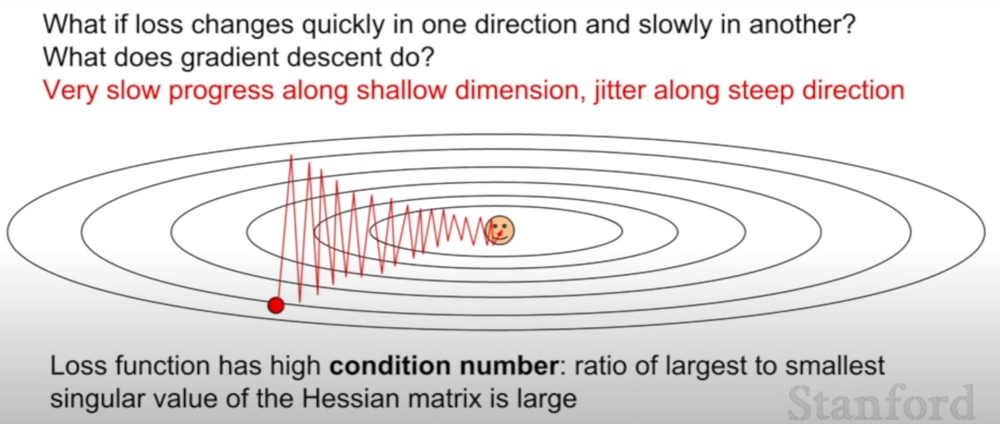 What if loss changes quickly in one direction and slowly in another?
What does gradient descent do?
Very slow progress along shallow dimension, jitter along steep direction
Loss function has high condition number: ratio of largest to smallest
singular value of the Hessian matrix is large
Stanford